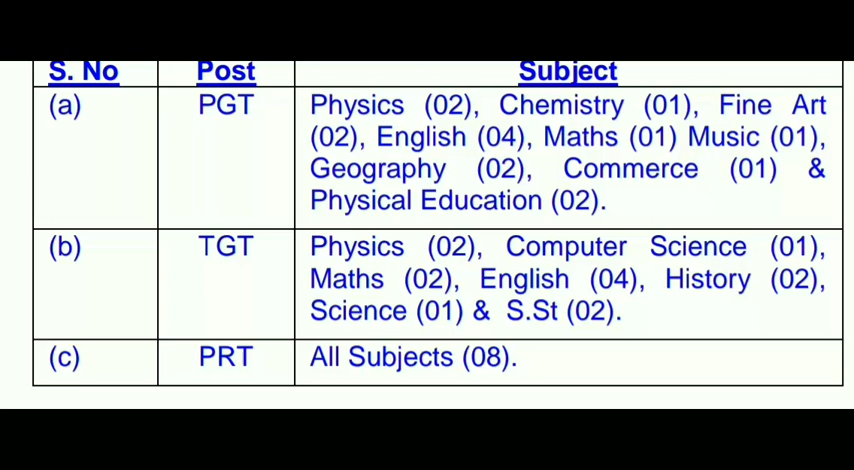 S. No Post Subject
(a) PGT Physics (02), Chemistry (01), Fine Art
(02), English (04), Maths (01) Music (01),
Geography (02), Commerce (01) &
Physical Education (02).
(b) TGT Physics (02), Computer Science (01),
Maths (02), English (04), History (02),
Science (01) & S.St (02).
(c) PRT All Subjects (08).